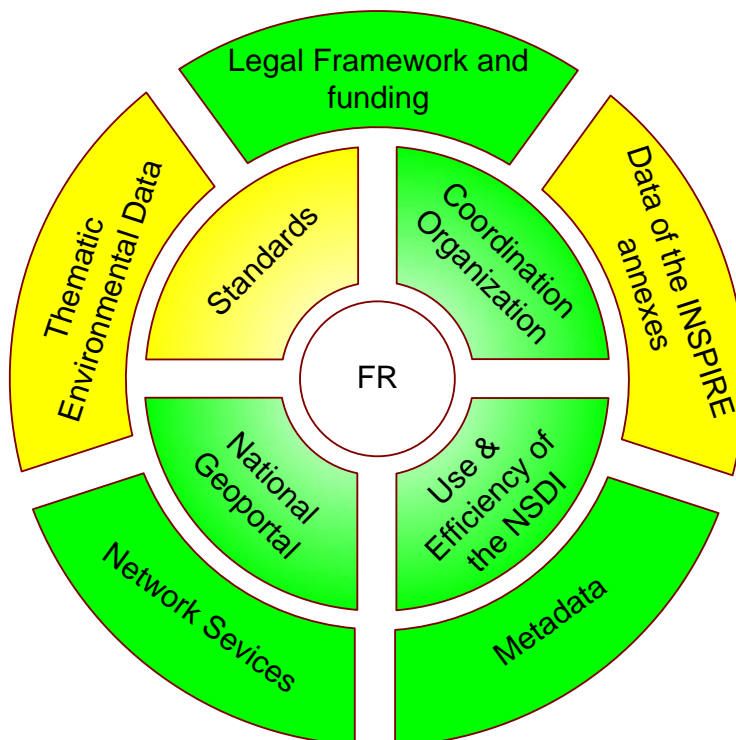 Legal Framework and
funding
Data of the INSPIRE
annexes
Metadata
Network Sevices
Thematic
Environmental Data
Standards
Coordination
Organization
Use &
Efficiency of
the NSDI
National
Geoportal
FR